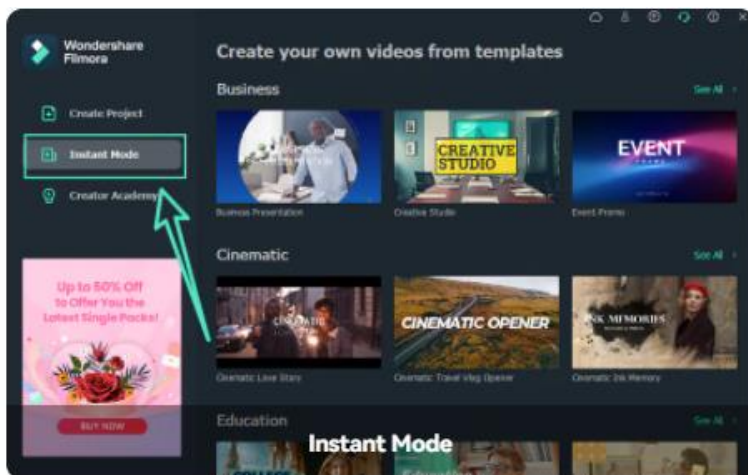 Wondershare
Filmora
Create Project
Instant Mode
Creator Academy
Up to 50% Off
to Offer You the
Latest Single Packs!
BUY NOW
Create your own videos from templates
Business
See All
CREATIVE
STUDIO
EVENT
Business Presentation
Creative Studio
Event Promo
Cinematic
See All
CINEMATIC
CINEMATIC OPENER
INK MEMORIES
Cinematic Love Story
Cinematic Travel Vlog Opener
Cinematic Ink Memory
Education
See All
Instant Mode